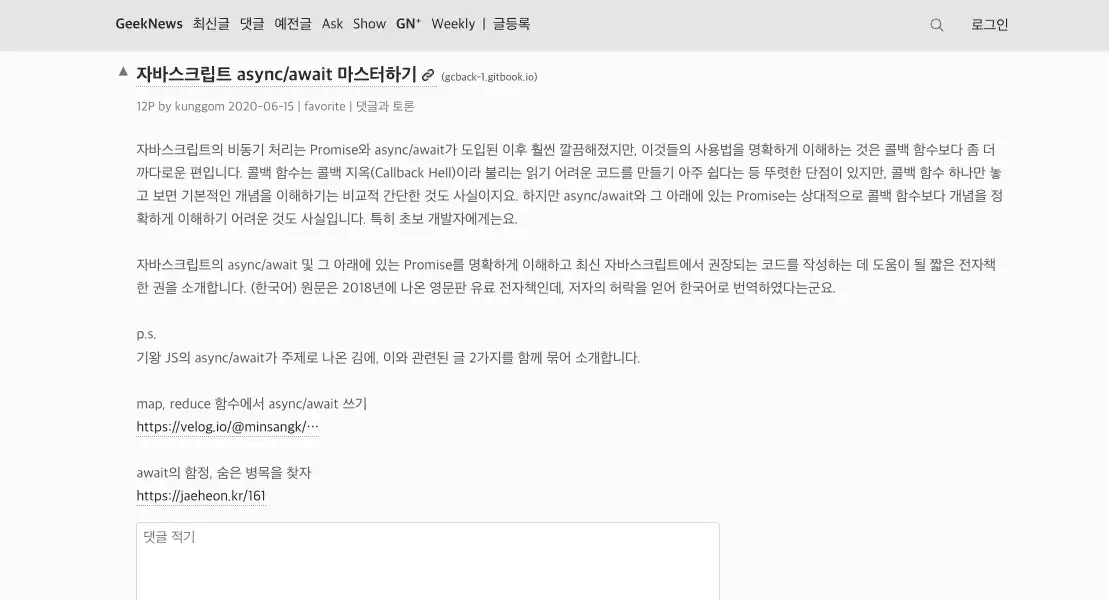 GeekNews 최신글 댓글 예전글 Ask Show GN⁺ Weekly | 글등록 로그인
▲ 자바스크립트 async/await 마스터하기 (gcback-1.gitbook.io)
12P by kunggom 2020-06-15 | favorite | 댓글과 토론
자바스크립트의 비동기 처리는 Promise와 async/await가 도입된 이후 훨씬 깔끔해졌지만, 이것들의 사용법을 명확하게 이해하는 것은 콜백 함수보다 좀 더
까다로운 편입니다. 콜백 함수는 콜백 지옥(Callback Hell)이라 불리는 읽기 어려운 코드를 만들기 아주 쉽다는 등 뚜렷한 단점이 있지만, 콜백 함수 하나만 놓
고 보면 기본적인 개념을 이해하기는 비교적 간단한 것도 사실이지요. 하지만 async/await와 그 아래에 있는 Promise는 상대적으로 콜백 함수보다 개념을 정
확하게 이해하기 어려운 것도 사실입니다. 특히 초보 개발자에게는요.
자바스크립트의 async/await 및 그 아래에 있는 Promise를 명확하게 이해하고 최신 자바스크립트에서 권장되는 코드를 작성하는 데 도움이 될 짧은 전자책
한 권을 소개합니다. (한국어) 원문은 2018년에 나온 영문판 유료 전자책인데, 저자의 허락을 얻어 한국어로 번역하였다는군요.
p.s.
기왕 JS의 async/await가 주제로 나온 김에, 이와 관련된 글 2가지를 함께 묶어 소개합니다.
map, reduce 함수에서 async/await 쓰기
https://velog.io/@minsangk/…
await의 함정, 숨은 병목을 찾자
https://jaeheon.kr/161
댓글 적기